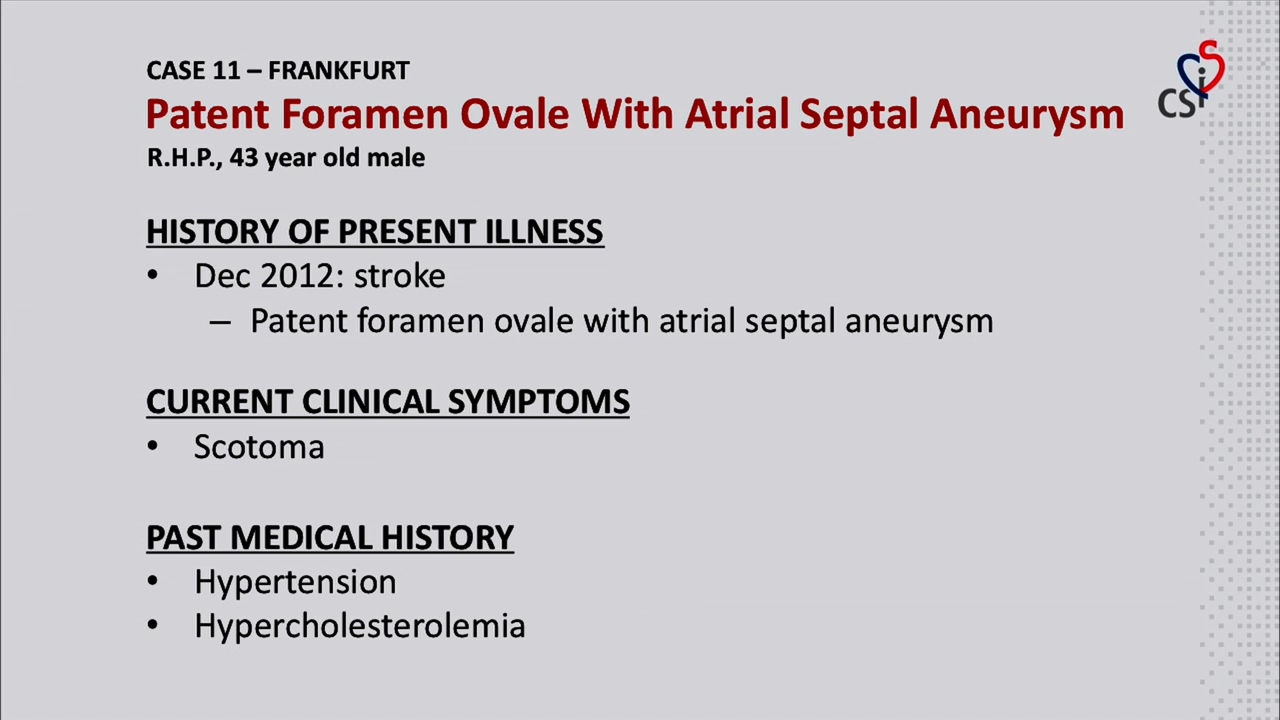 CASE 11 – FRANKFURT
Patent Foramen Ovale With Atrial Septal Aneurysm
R.H.P., 43 year old male
CSi
HISTORY OF PRESENT ILLNESS
• Dec 2012: stroke
– Patent foramen ovale with atrial septal aneurysm
CURRENT CLINICAL SYMPTOMS
• Scotoma
PAST MEDICAL HISTORY
• Hypertension
• Hypercholesterolemia